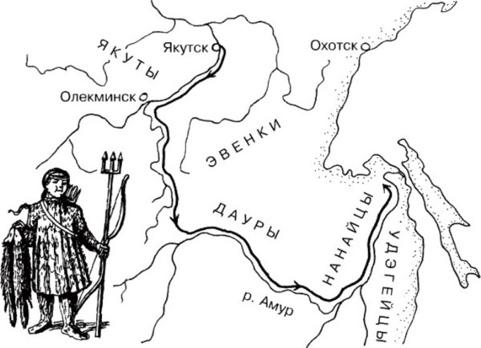 ЯКУТЫ
Якутск
Охотск
Олекминск
ЭВЕНКИ
ДАУРЫ
НАНАЙЦЫ
УДЭГЕЙЦЫ
р. Амур